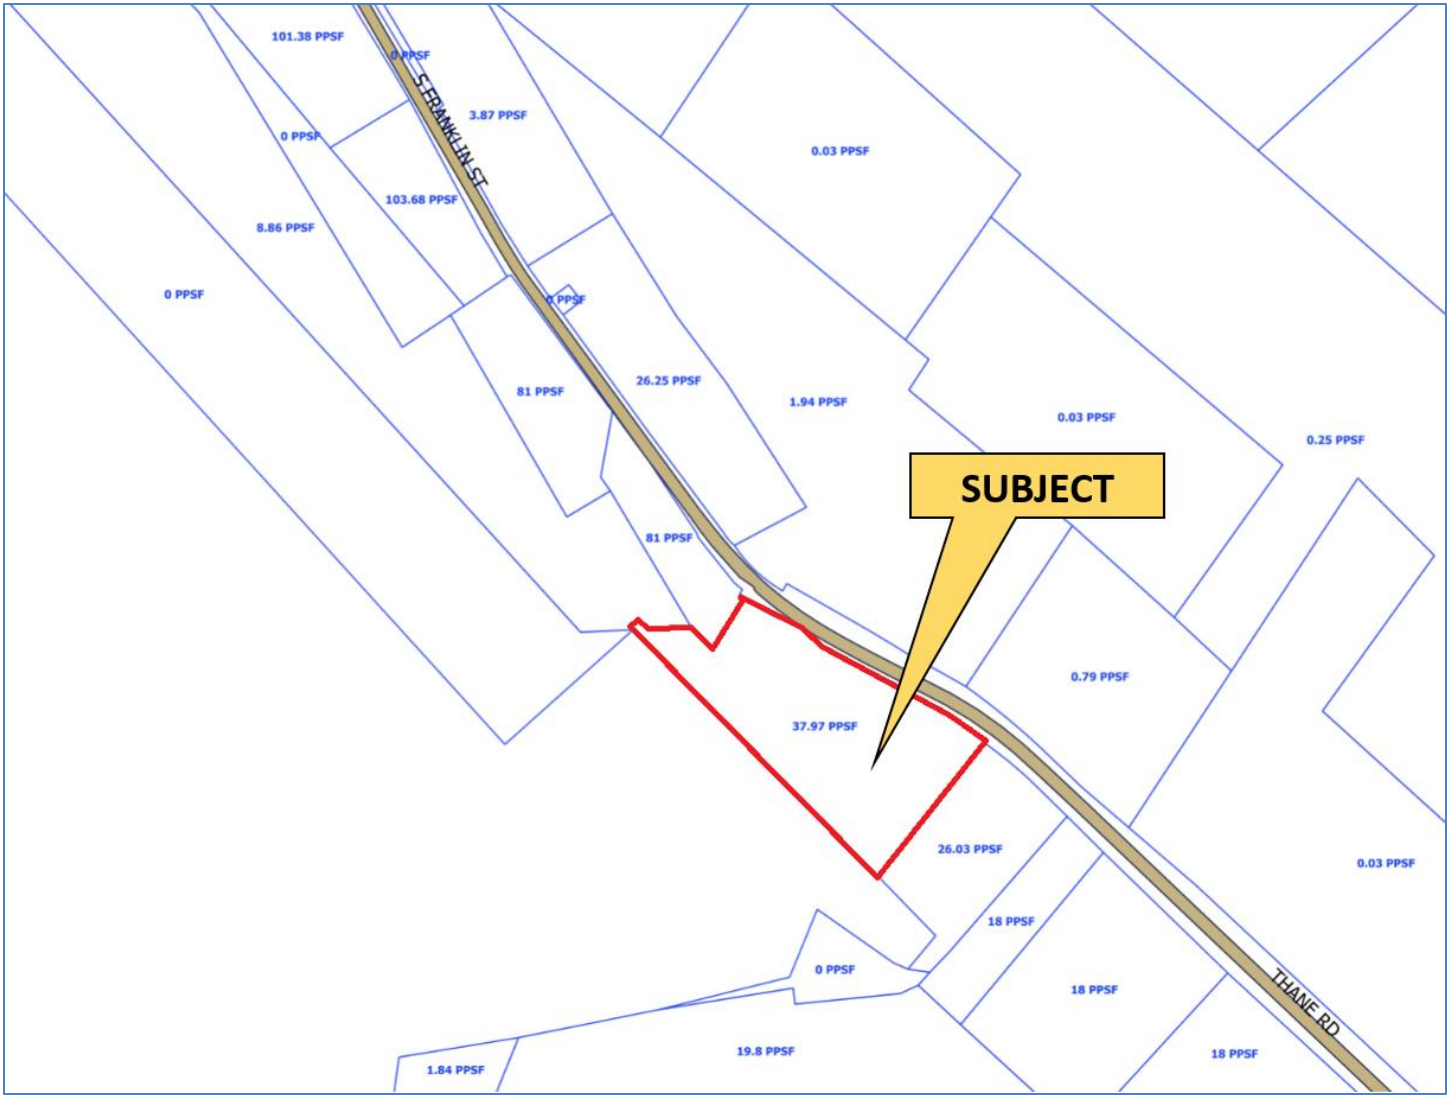 101.38 PPSF
0 PPSF
S FRANKLIN ST
3.87 PPSF
0 PPSF
0.03 PPSF
103.68 PPSF
8.86 PPSF
0 PPSF
0 PPSF
81 PPSF
26.25 PPSF
1.94 PPSF
0.03 PPSF
0.25 PPSF
SUBJECT
81 PPSF
0.79 PPSF
37.97 PPSF
26.03 PPSF
0.03 PPSF
18 PPSF
0 PPSF
18 PPSF
THANE RD
19.8 PPSF
18 PPSF
1.84 PPSF